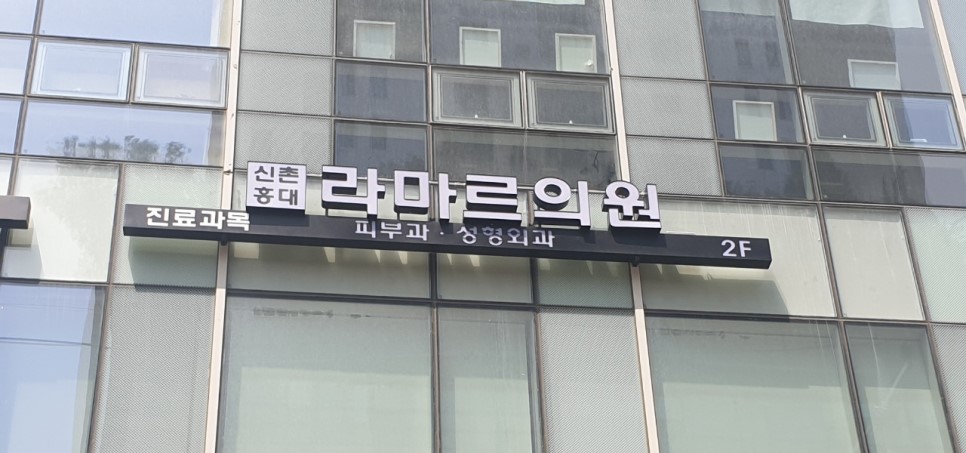 신촌
홍대
라마르의원
진료과목
피부과·성형외과
2F